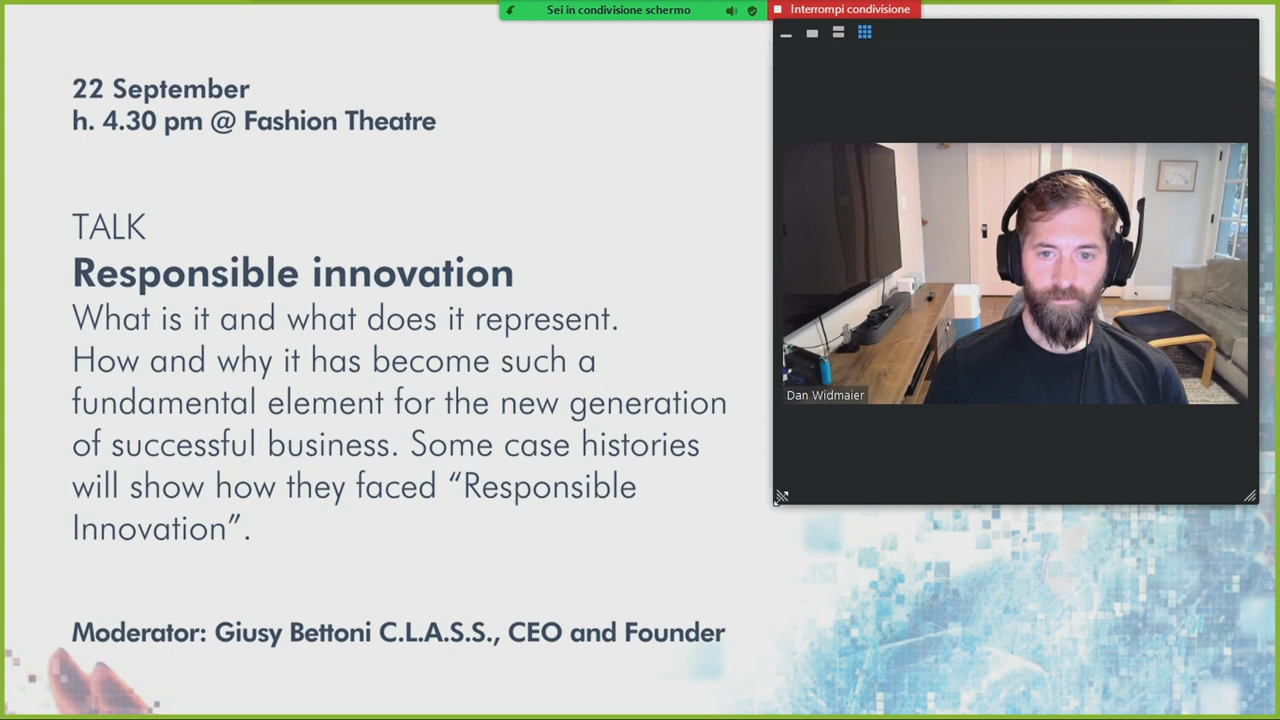 Sei in condivisione schermo
Interrompi condivisione
22 September
h. 4.30 pm @ Fashion Theatre
TALK
Responsible innovation
What is it and what does it represent.
How and why it has become such a
fundamental element for the new generation
of successful business. Some case histories
will show how they faced “Responsible
Innovation”.
Moderator: Giusy Bettoni C.L.A.S.S., CEO and Founder
Dan Widmaier